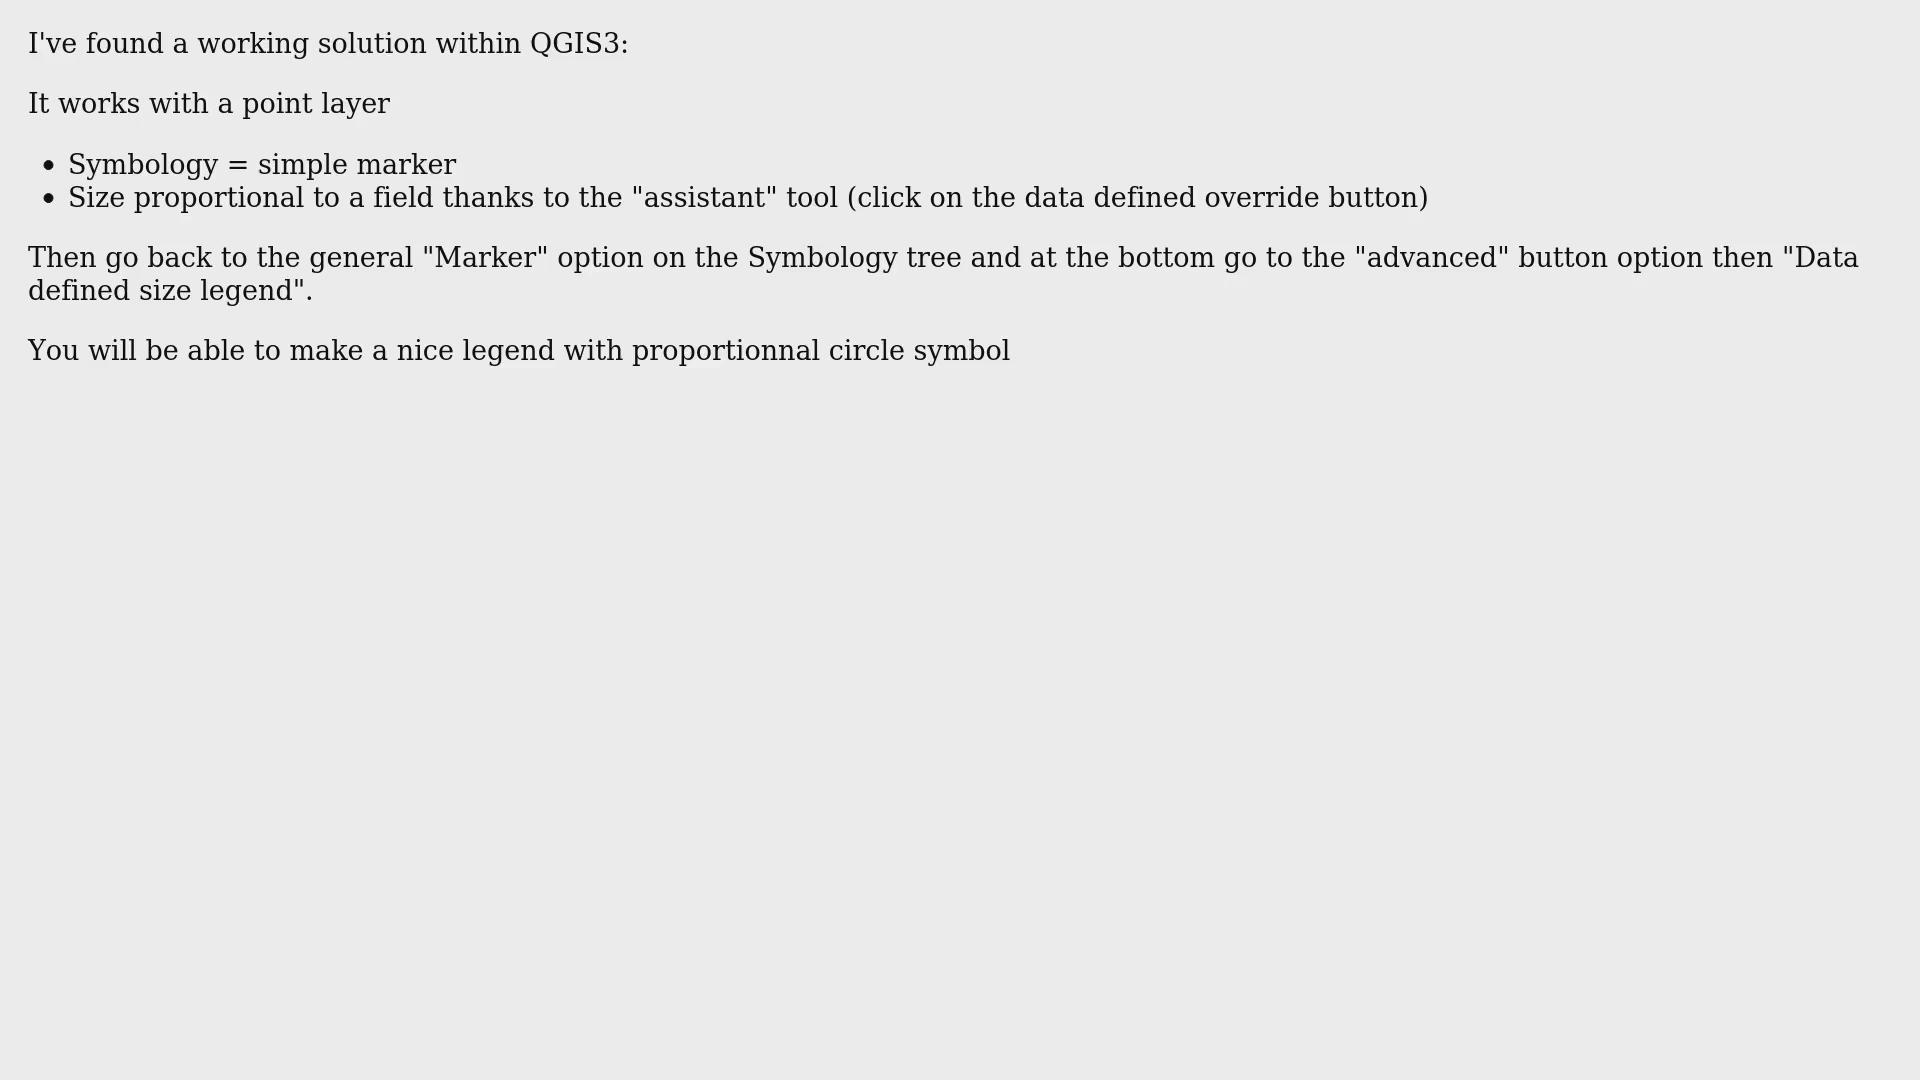 I've found a working solution within QGIS3:
It works with a point layer
• Symbology = simple marker
• Size proportional to a field thanks to the "assistant" tool (click on the data defined override button)
Then go back to the general "Marker" option on the Symbology tree and at the bottom go to the "advanced" button option then "Data
defined size legend".
You will be able to make a nice legend with proportionnal circle symbol